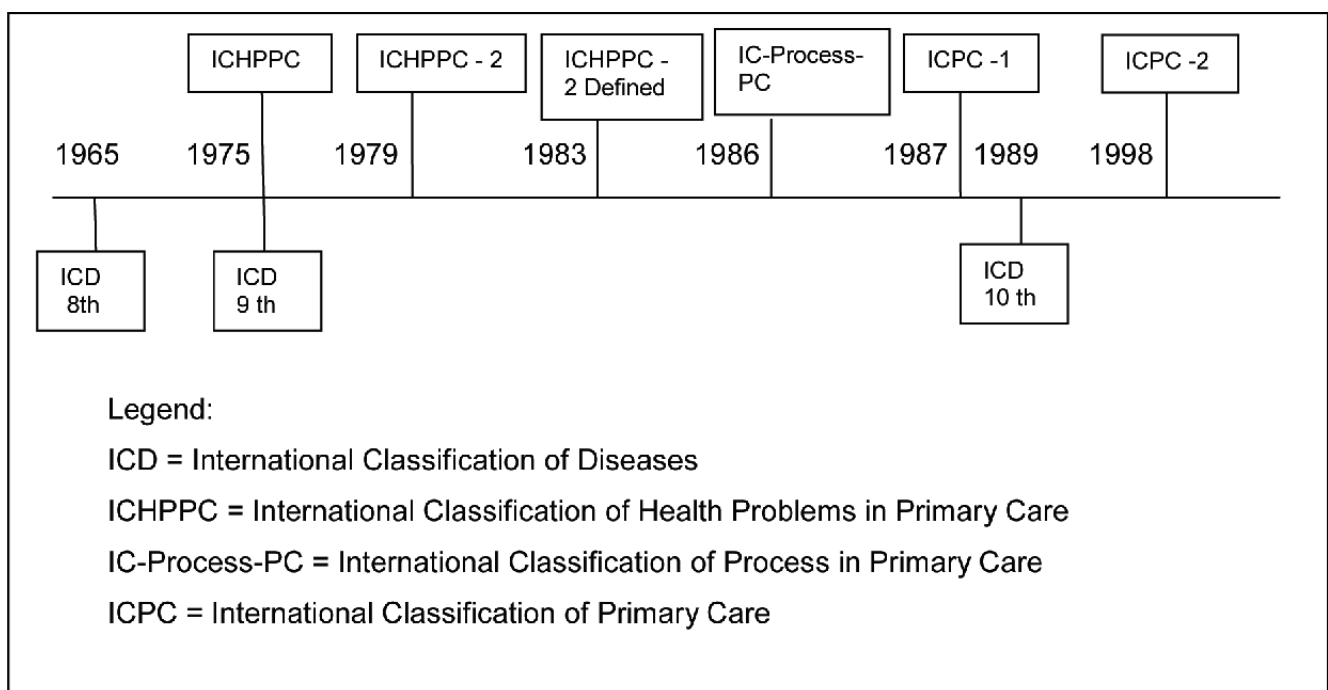 ICHPPC
ICHPPC - 2
ICHPPC -
2 Defined
IC-Process-
PC
ICPC -1
ICPC -2
1965
1975
1979
1983
1986
1987
1989
1998
ICD
8th
ICD
9 th
ICD
10 th
Legend:
ICD = International Classification of Diseases
ICHPPC = International Classification of Health Problems in Primary Care
IC-Process-PC = International Classification of Process in Primary Care
ICPC = International Classification of Primary Care